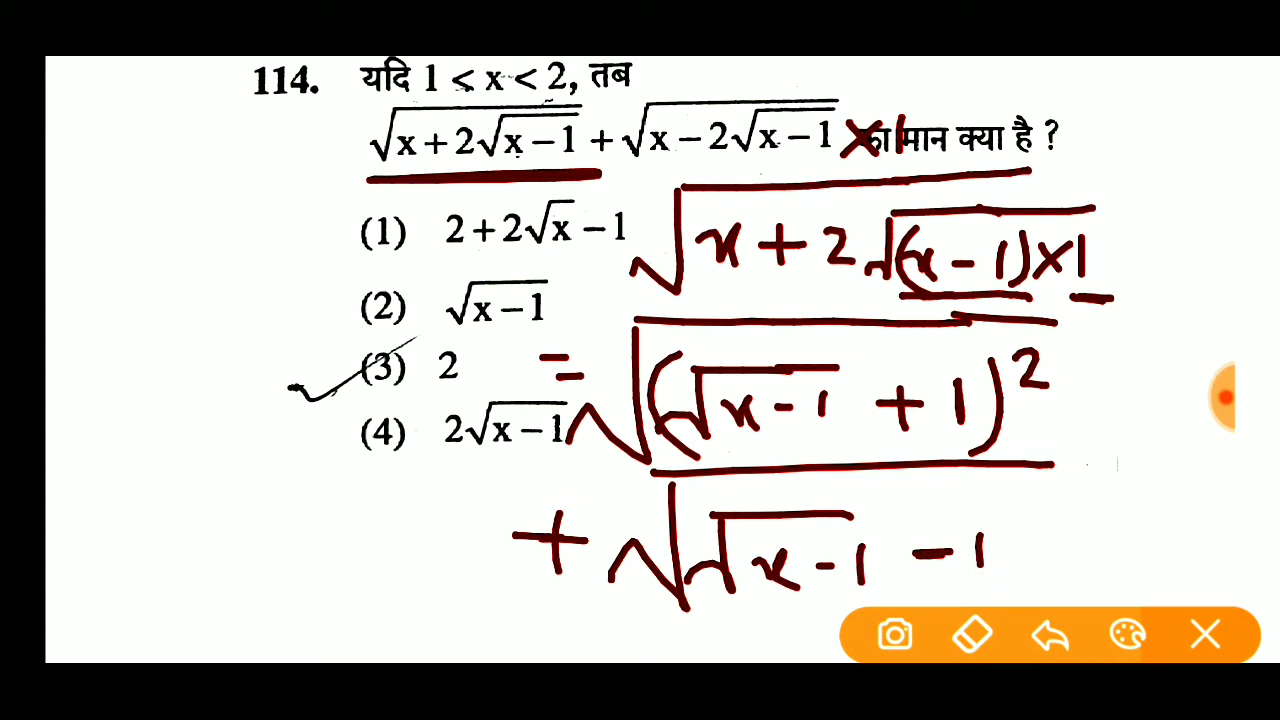 114. यदि 1 < x < 2, तब
√(x + 2√(x − 1)) + √(x − 2√(x − 1)) ×1 का मान क्या है ?
(1) 2 + 2√x − 1
√(x + 2√((x − 1)×1))
(2) √(x − 1)
(3) 2
= √((√(x−1) + 1)²)
(4) 2√(x − 1)
+ √(√(x−1) − 1